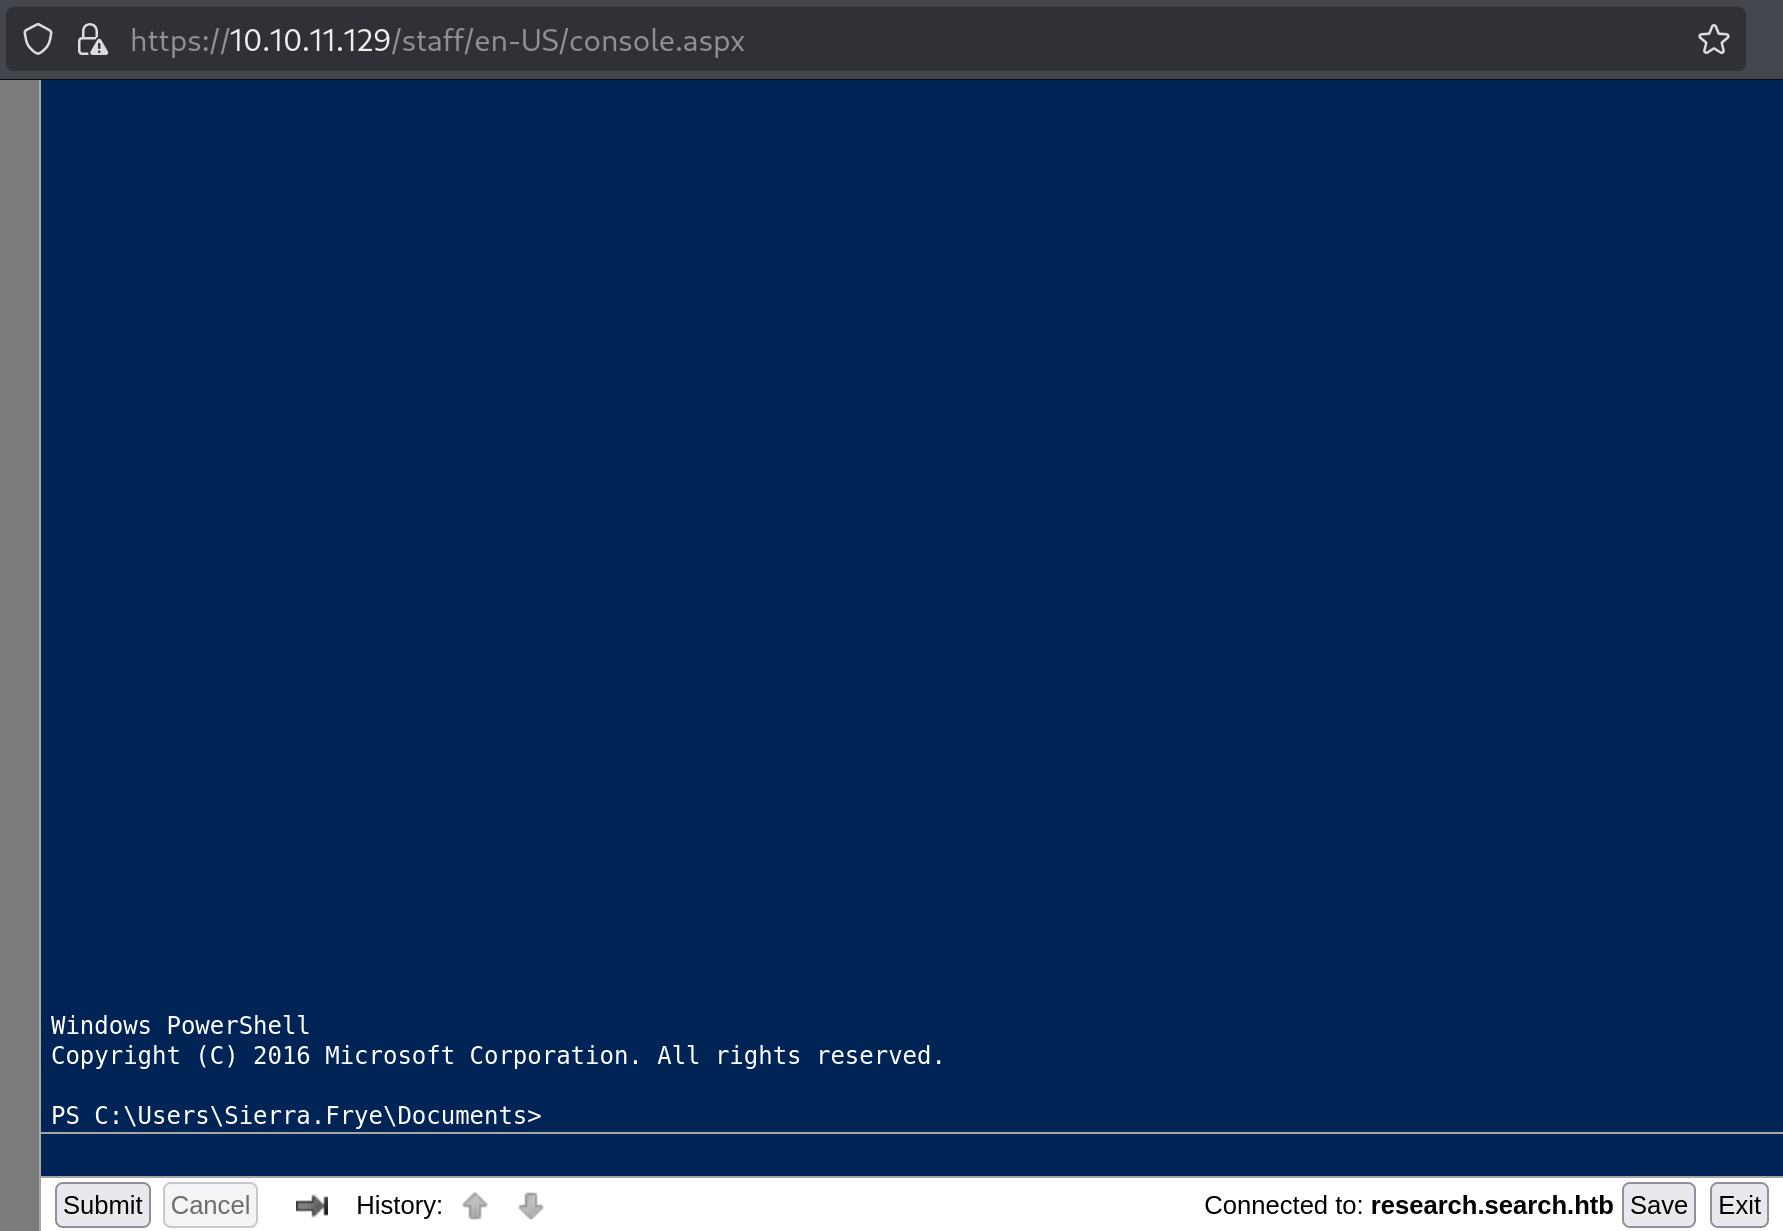 https://10.10.11.129/staff/en-US/console.aspx
Windows PowerShell
Copyright (C) 2016 Microsoft Corporation. All rights reserved.
PS C:\Users\Sierra.Frye\Documents>
Submit Cancel History: Connected to: research.search.htb Save Exit